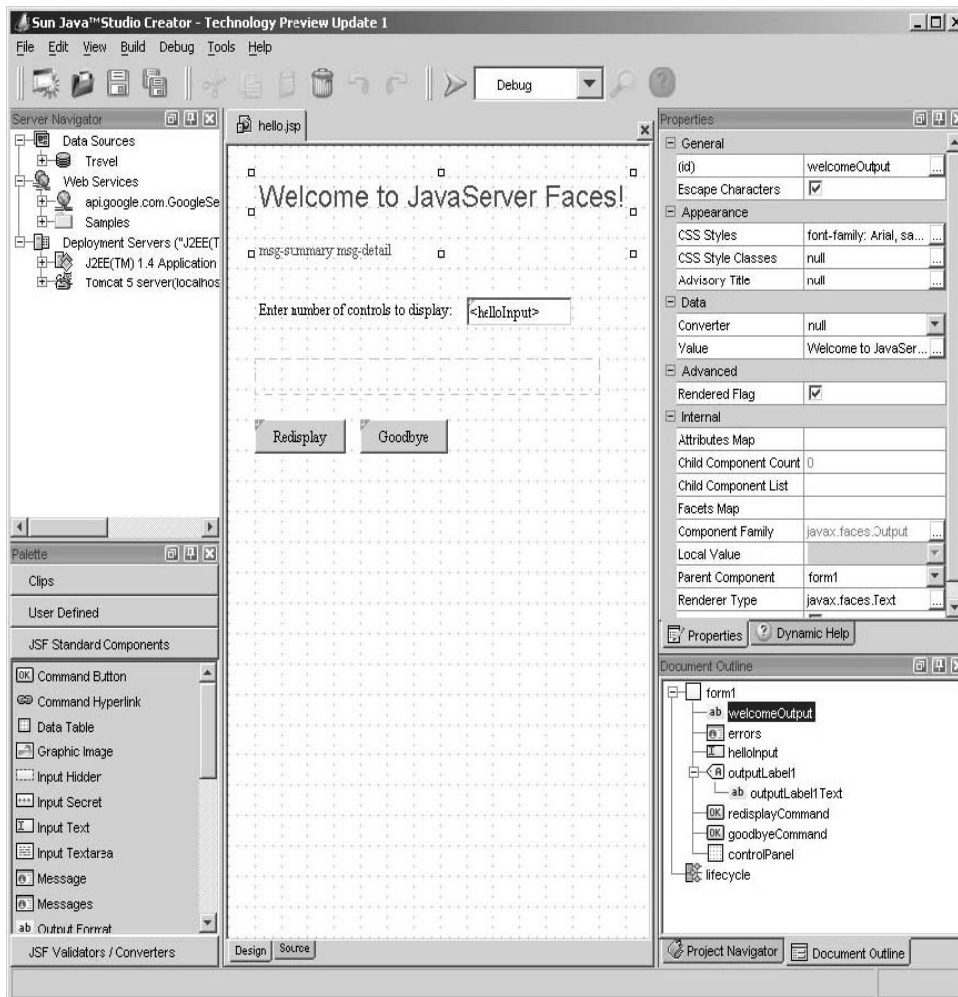 Sun Java™Studio Creator - Technology Preview Update 1
File Edit View Build Debug Tools Help
Debug
Server Navigator
Data Sources
Travel
Web Services
api.google.com.GoogleSe
Samples
Deployment Servers ("J2EE(T
J2EE(TM) 1.4 Application
Tomcat 5 server(localhos
Palette
Clips
User Defined
JSF Standard Components
Command Button
Command Hyperlink
Data Table
Graphic Image
Input Hidden
Input Secret
Input Text
Input Textarea
Message
Messages
Output Format
JSF Validators / Converters
hello.jsp
Welcome to JavaServer Faces!
msg-summary msg-detail
Enter number of controls to display: <helloInput>
Redisplay Goodbye
Design Source
Properties
General
(id) welcomeOutput ...
Escape Characters
Appearance
CSS Styles font-family: Arial, sa... ...
CSS Style Classes null ...
Advisory Title null ...
Data
Converter null
Value Welcome to JavaSer... ...
Advanced
Rendered Flag
Internal
Attributes Map
Child Component Count 0
Child Component List
Facets Map
Component Family javax.faces.Output ...
Local Value
Parent Component form1
Renderer Type javax.faces.Text ...
Properties Dynamic Help
Document Outline
form1
ab welcomeOutput
errors
helloInput
outputLabel1
ab outputLabel1Text
OK redisplayCommand
OK goodbyeCommand
controlPanel
lifecycle
Project Navigator Document Outline